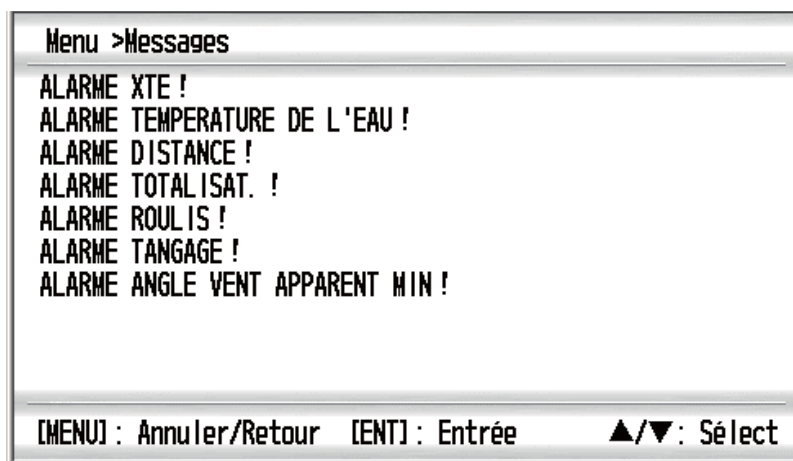 Menu >Messages
ALARME XTE !
ALARME TEMPERATURE DE L'EAU !
ALARME DISTANCE !
ALARME TOTALISAT. !
ALARME ROULIS !
ALARME TANGAGE !
ALARME ANGLE VENT APPARENT MIN !
[MENU] : Annuler/Retour [ENT] : Entrée ▲/▼ : Sélect